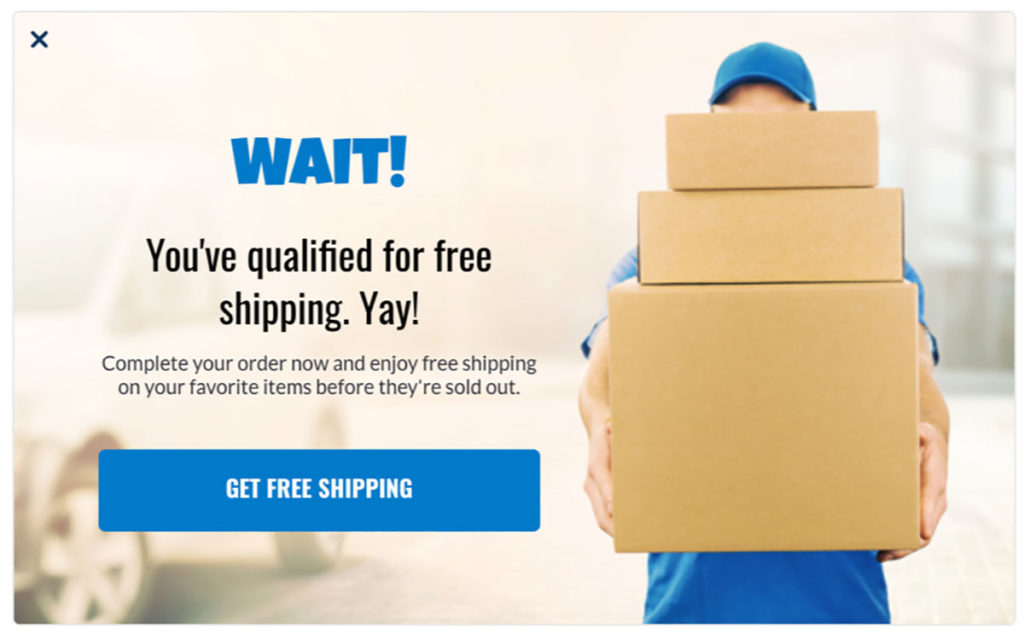 WAIT!
You've qualified for free
shipping. Yay!
Complete your order now and enjoy free shipping
on your favorite items before they're sold out.
GET FREE SHIPPING